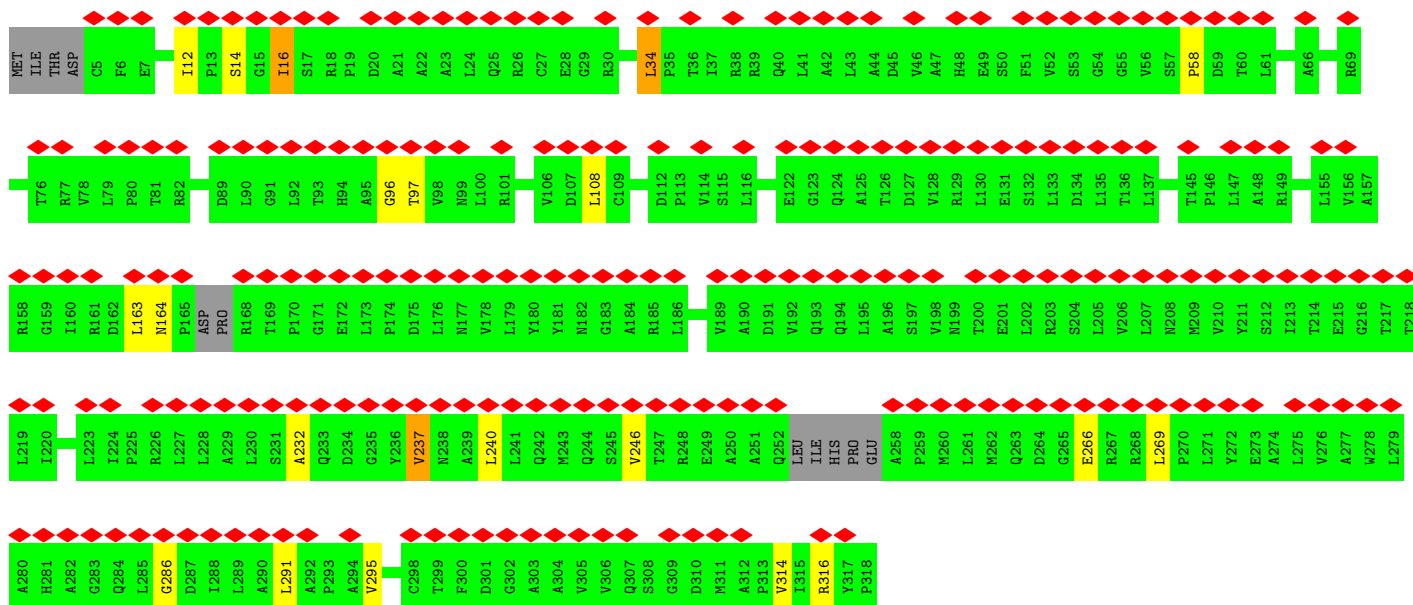 MET ILE THR ASP C5 F6 E7 I12 P13 S14 G15 I16 S17 R18 P19 D20 A21 A22 A23 L24 Q25 R26 C27 E28 G29 R30 L34 P35 T36 I37 R38 R39 Q40 L41 A42 L43 A44 D45 V46 A47 H48 E49 S50 F51 V52 S53 G54 G55 V56 S57 P58 D59 T60 L61 A66 R69
T76 R77 V78 L79 P80 T81 R82 D89 L90 G91 L92 T93 H94 A95 G96 T97 V98 N99 L100 R101 V106 D107 L108 C109 D112 P113 V114 S115 L116 E122 G123 Q124 A125 T126 D127 V128 R129 L130 E131 S132 L133 D134 L135 T136 L137 T145 P146 L147 A148 R149 L155 V156 A157
R158 G159 I160 R161 D162 L163 N164 P165 ASP PRO R168 T169 P170 G171 E172 L173 P174 D175 L176 N177 V178 L179 Y180 Y181 N182 G183 A184 R185 L186 V189 A190 D191 V192 Q193 Q194 L195 A196 S197 V198 N199 T200 E201 L202 R203 S204 L205 V206 L207 N208 M209 V210 Y211 S212 I213 T214 E215 G216 T217 T218
L219 I220 L223 I224 P225 R226 L227 L228 A229 L230 S231 A232 Q233 D234 G235 Y236 V237 N238 A239 L240 L241 Q242 M243 Q244 S245 V246 T247 R248 E249 A250 A251 Q252 LEU ILE HIS PRO GLU A258 P259 M260 L261 M262 Q263 D264 G265 E266 R267 R268 L269 P270 L271 Y272 E273 A274 L275 V276 A277 W278 L279
A280 H281 A282 G283 Q284 L285 G286 D287 I288 L289 A290 L291 A292 P293 A294 V295 C298 T299 F300 D301 G302 A303 A304 V305 V306 Q307 S308 G309 D310 M311 A312 P313 V314 I315 R316 Y317 P318